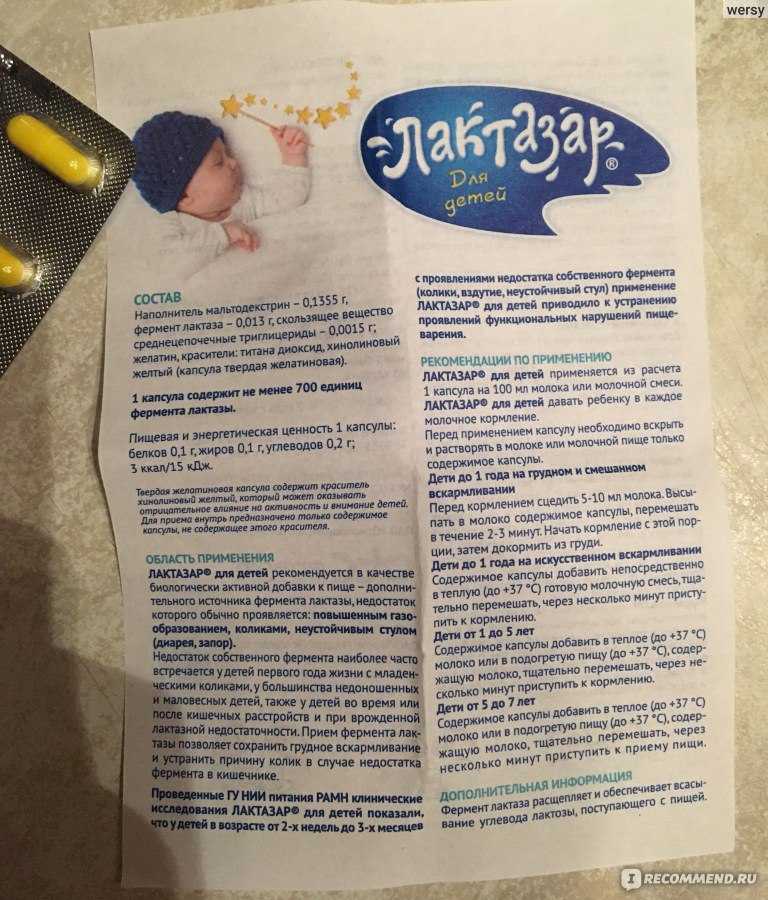 wersy
Лактазар®
Для
детей
СОСТАВ
Наполнитель мальтодекстрин – 0,1355 г,
фермент лактаза – 0,013 г, скользящее вещество
среднецепочечные триглицериды – 0,0015 г;
желатин, красители: титана диоксид, хинолиновый
желтый (капсула твердая желатиновая).
1 капсула содержит не менее 700 единиц
фермента лактазы.
Пищевая и энергетическая ценность 1 капсулы:
белков 0,1 г, жиров 0,1 г, углеводов 0,2 г;
3 ккал/15 кДж.
Твердая желатиновая капсула содержит краситель
хинолиновый желтый, который может оказывать
отрицательное влияние на активность и внимание детей.
Для приема внутрь предназначено только содержимое
капсулы, не содержащее этого красителя.
ОБЛАСТЬ ПРИМЕНЕНИЯ
ЛАКТАЗАР® для детей рекомендуется в качестве
биологически активной добавки к пище – дополни-
тельного источника фермента лактазы, недостаток
которого обычно проявляется: повышенным газо-
образованием, коликами, неустойчивым стулом
(диарея, запор).
Недостаток собственного фермента наиболее часто
встречается у детей первого года жизни с младен-
ческими коликами, у большинства недоношенных
и маловесных детей, также у детей во время или
после кишечных расстройств и при врожденной
лактазной недостаточности. Прием фермента лак-
тазы позволяет сохранить грудное вскармливание
и устранить причину колик в случае недостатка
фермента в кишечнике.
Проведенные ГУ НИИ питания РАМН клинические
исследования ЛАКТАЗАР® для детей показали,
что у детей в возрасте от 2-х недель до 3-х месяцев
с проявлениями недостатка собственного фермента
(колики, вздутие, неустойчивый стул) применение
ЛАКТАЗАР® для детей приводило к устранению
проявлений функциональных нарушений пище-
варения.
РЕКОМЕНДАЦИИ ПО ПРИМЕНЕНИЮ
ЛАКТАЗАР® для детей применяется из расчета
1 капсула на 100 мл молока или молочной смеси.
ЛАКТАЗАР® для детей давать ребенку в каждое
молочное кормление.
Перед применением капсулу необходимо вскрыть
и растворять в молоке или молочной пище только
содержимое капсулы.
Дети до 1 года на грудном и смешанном
вскармливании
Перед кормлением сцедить 5-10 мл молока. Высы-
пать в молоко содержимое капсулы, перемешать
в течение 2-3 минут. Начать кормление с этой пор-
ции, затем докормить из груди.
Дети до 1 года на искусственном вскармливании
Содержимое капсулы добавить непосредственно
в теплую (до +37 °С) готовую молочную смесь, тща-
тельно перемешать, через несколько минут присту-
пить к кормлению.
Дети от 1 до 5 лет
Содержимое капсулы добавить в теплое (до +37 °С)
молоко или в подогретую пищу (до +37 °С), содер-
жащую молоко, тщательно перемешать, через не-
сколько минут приступить к кормлению.
Дети от 5 до 7 лет
Содержимое капсулы добавить в теплое (до +37 °С)
молоко или в подогретую пищу (до +37 °С), содер-
жащую молоко, тщательно перемешать, через
несколько минут приступить к приему пищи.
ДОПОЛНИТЕЛЬНАЯ ИНФОРМАЦИЯ
Фермент лактаза расщепляет и обеспечивает всасы-
вание углевода лактозы, поступающего с пищей.
IRECOMMEND.RU